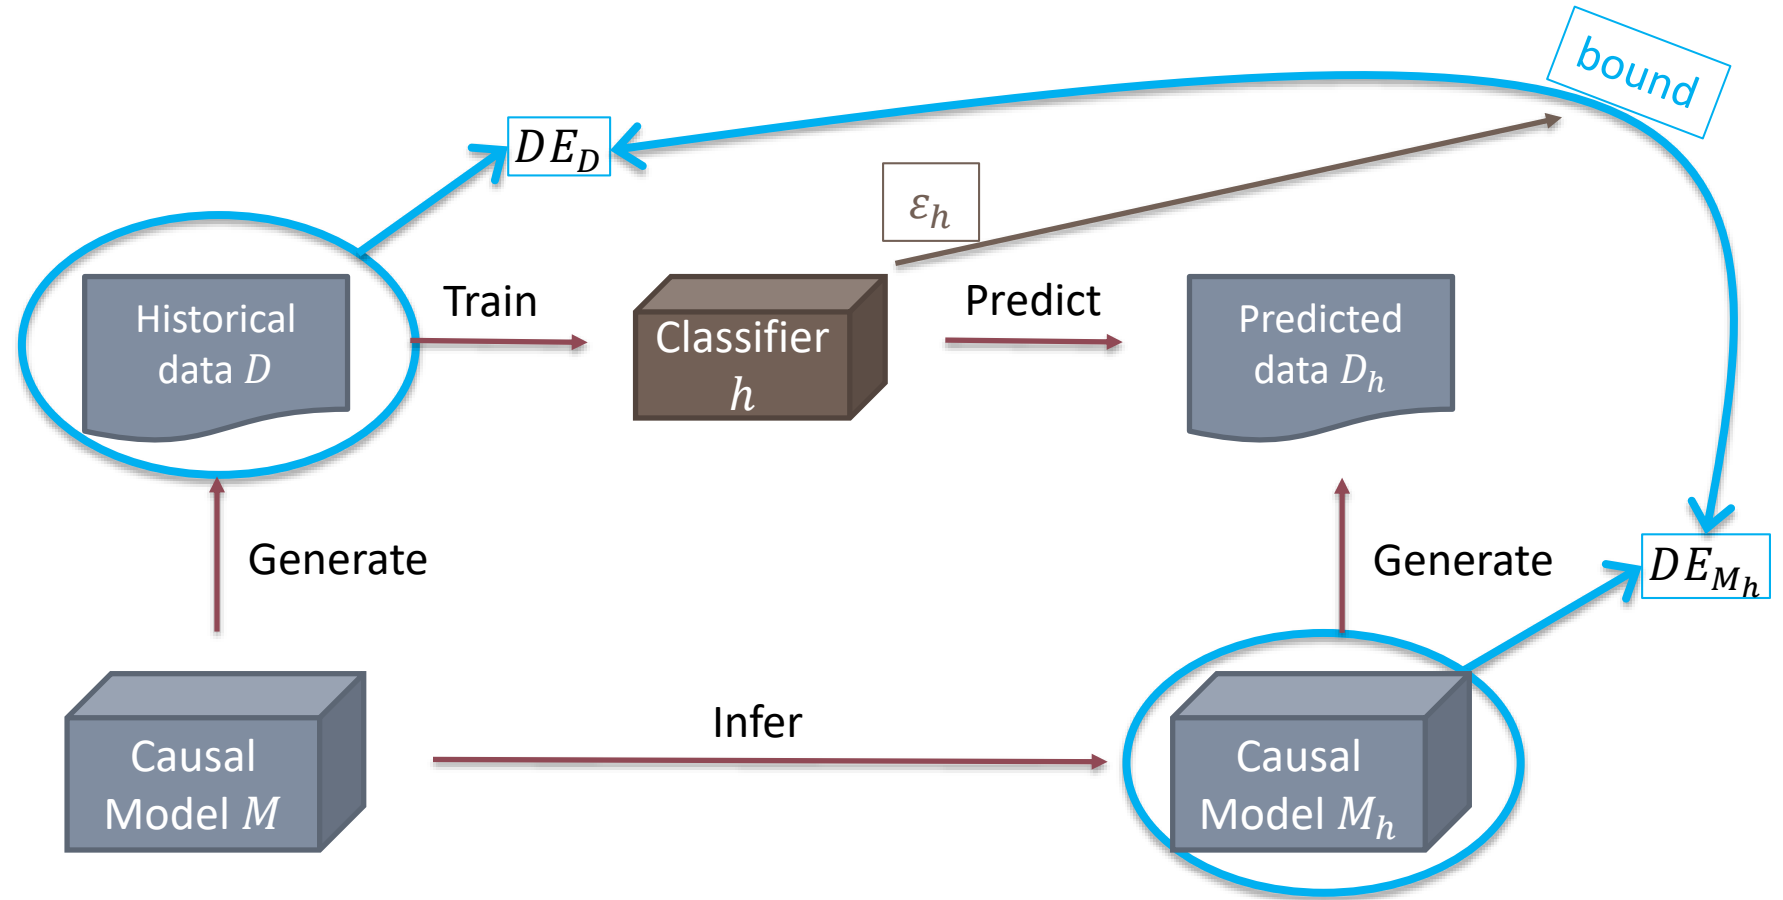 bound
𝐷𝐸_𝐷
𝜀_ℎ
Historical
data 𝐷
Train
Classifier
ℎ
Predict
Predicted
data 𝐷_ℎ
Generate
Generate
𝐷𝐸_{𝑀_ℎ}
Causal
Model 𝑀
Infer
Causal
Model 𝑀_ℎ